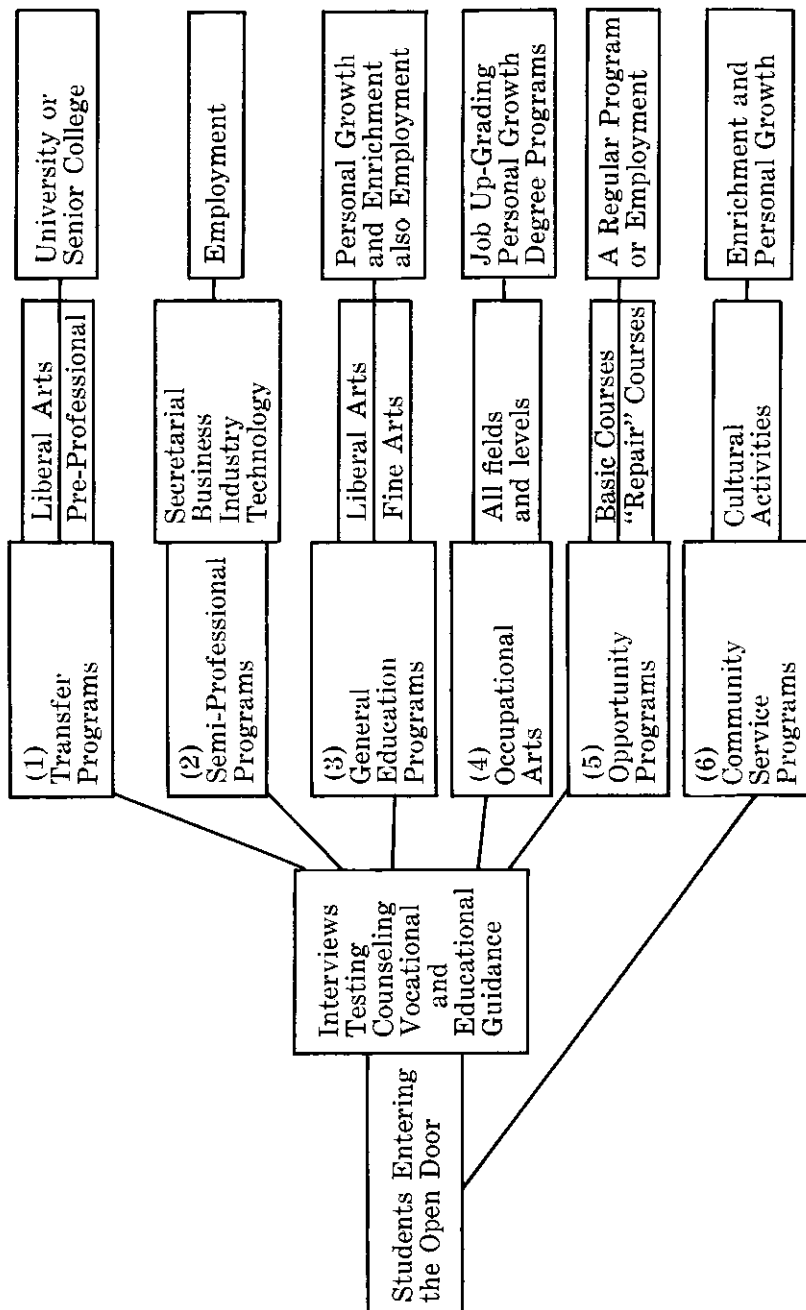 Students Entering
the Open Door
Interviews
Testing
Counseling
Vocational
and
Educational
Guidance
(1)
Transfer
Programs
Liberal Arts
Pre-Professional
University or
Senior College
(2)
Semi-Professional
Programs
Secretarial
Business
Industry
Technology
Employment
(3)
General
Education
Programs
Liberal Arts
Fine Arts
Personal Growth
and Enrichment
also Employment
(4)
Occupational
Arts
All fields
and levels
Job Up-Grading
Personal Growth
Degree Programs
(5)
Opportunity
Programs
Basic Courses
“Repair” Courses
A Regular Program
or Employment
(6)
Community
Service
Programs
Cultural
Activities
Enrichment and
Personal Growth